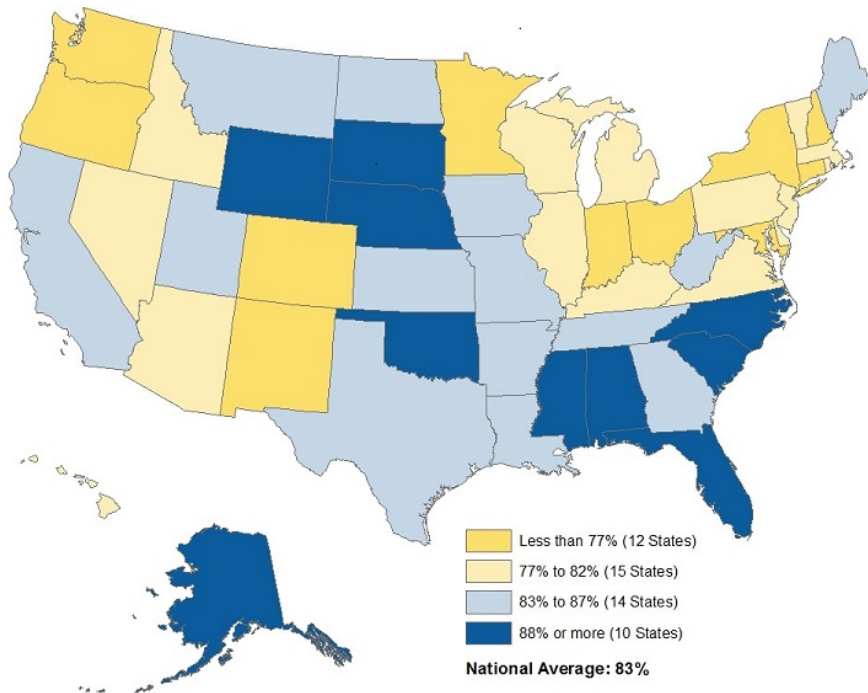 Less than 77% (12 States)
77% to 82% (15 States)
83% to 87% (14 States)
88% or more (10 States)
National Average: 83%